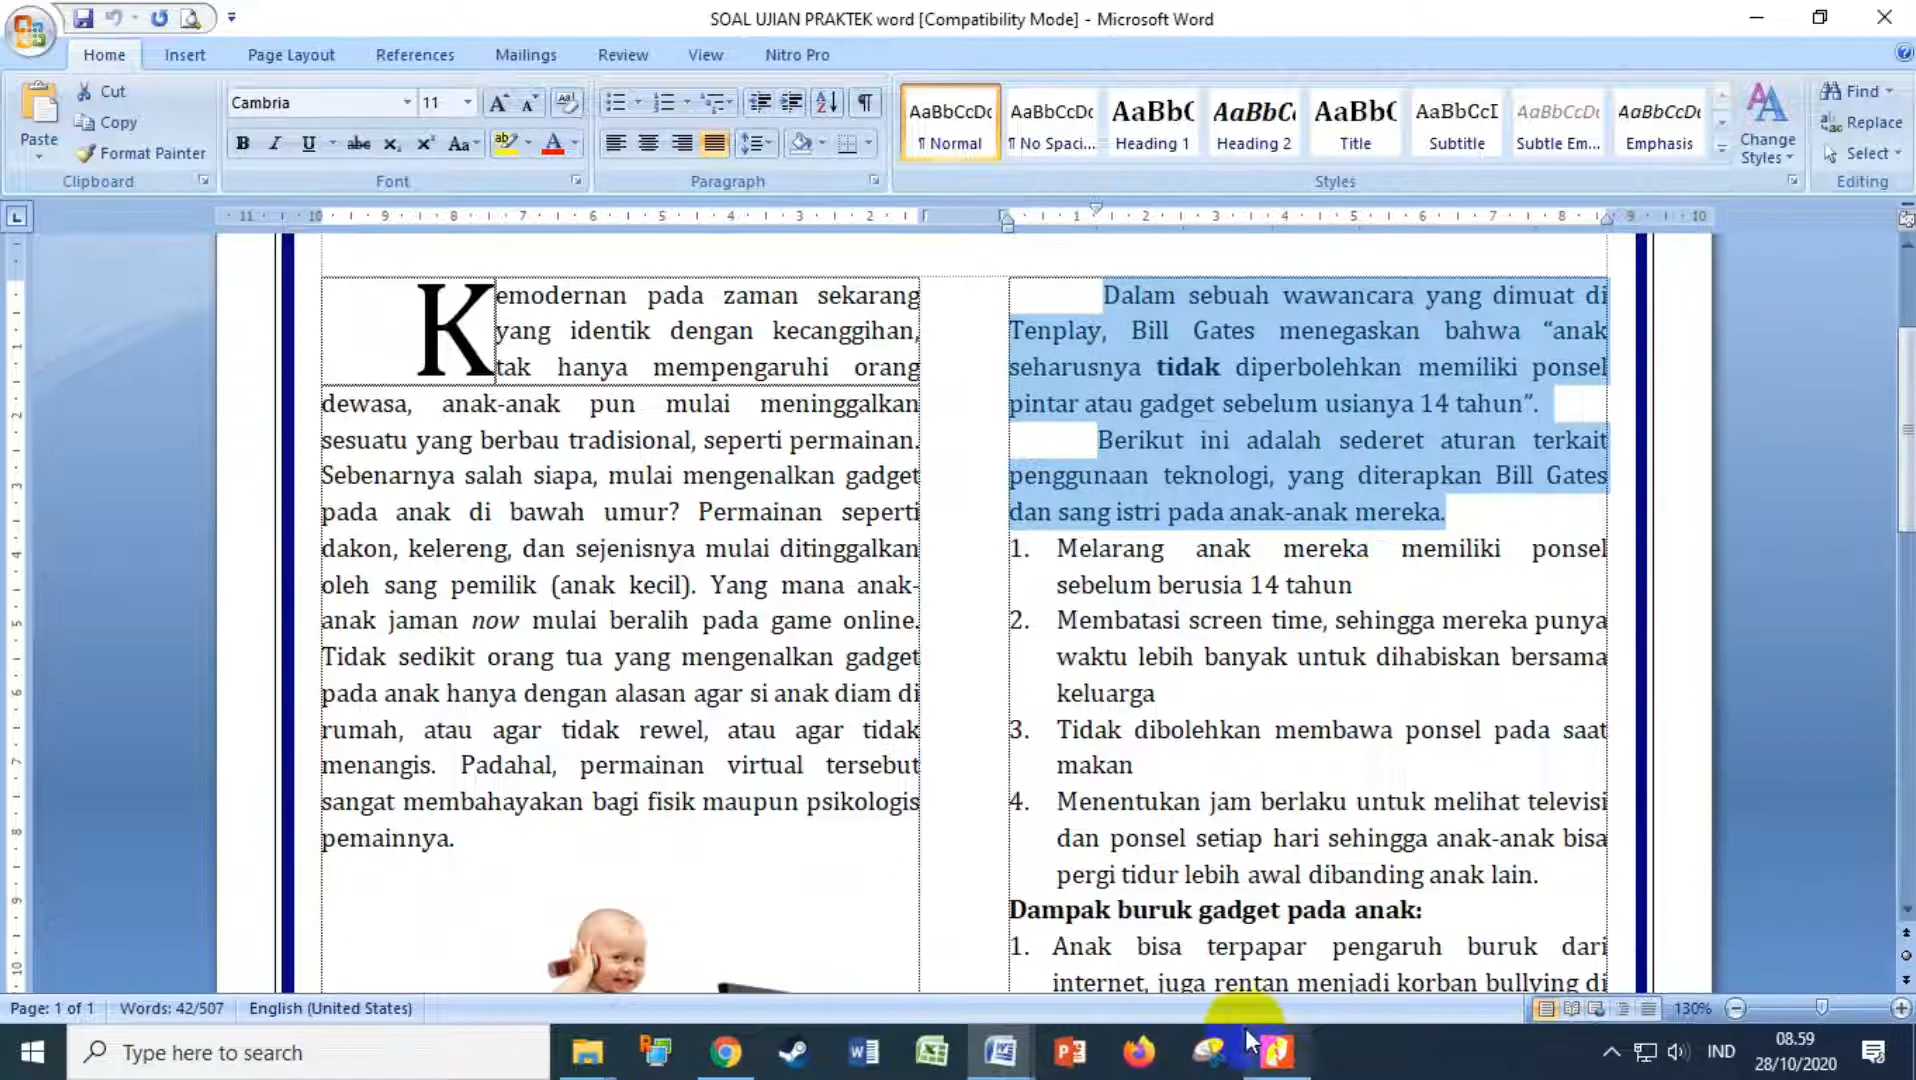 SOAL UJIAN PRAKTEK word [Compatibility Mode] - Microsoft Word
Home Insert Page Layout References Mailings Review View Nitro Pro
Paste
Cut
Copy
Format Painter
Clipboard
Cambria 11
Font
Paragraph
AaBbCcDc AaBbCcDc AaBbC AaBbC AaBbC AaBbCcI AaBbCcDc AaBbCcDc
¶ Normal ¶ No Spaci... Heading 1 Heading 2 Title Subtitle Subtle Em... Emphasis
Styles
Change
Styles
Find
Replace
Select
Editing
Kemodernan pada zaman sekarang
yang identik dengan kecanggihan,
tak hanya mempengaruhi orang
dewasa, anak-anak pun mulai meninggalkan
sesuatu yang berbau tradisional, seperti permainan.
Sebenarnya salah siapa, mulai mengenalkan gadget
pada anak di bawah umur? Permainan seperti
dakon, kelereng, dan sejenisnya mulai ditinggalkan
oleh sang pemilik (anak kecil). Yang mana anak-
anak jaman now mulai beralih pada game online.
Tidak sedikit orang tua yang mengenalkan gadget
pada anak hanya dengan alasan agar si anak diam di
rumah, atau agar tidak rewel, atau agar tidak
menangis. Padahal, permainan virtual tersebut
sangat membahayakan bagi fisik maupun psikologis
pemainnya.
Dalam sebuah wawancara yang dimuat di
Tenplay, Bill Gates menegaskan bahwa “anak
seharusnya tidak diperbolehkan memiliki ponsel
pintar atau gadget sebelum usianya 14 tahun”.
Berikut ini adalah sederet aturan terkait
penggunaan teknologi, yang diterapkan Bill Gates
dan sang istri pada anak-anak mereka.
1. Melarang anak mereka memiliki ponsel
sebelum berusia 14 tahun
2. Membatasi screen time, sehingga mereka punya
waktu lebih banyak untuk dihabiskan bersama
keluarga
3. Tidak dibolehkan membawa ponsel pada saat
makan
4. Menentukan jam berlaku untuk melihat televisi
dan ponsel setiap hari sehingga anak-anak bisa
pergi tidur lebih awal dibanding anak lain.
Dampak buruk gadget pada anak:
1. Anak bisa terpapar pengaruh buruk dari
internet, juga rentan menjadi korban bullying di
Page: 1 of 1 Words: 42/507 English (United States) 130%
Type here to search
IND
08.59
28/10/2020